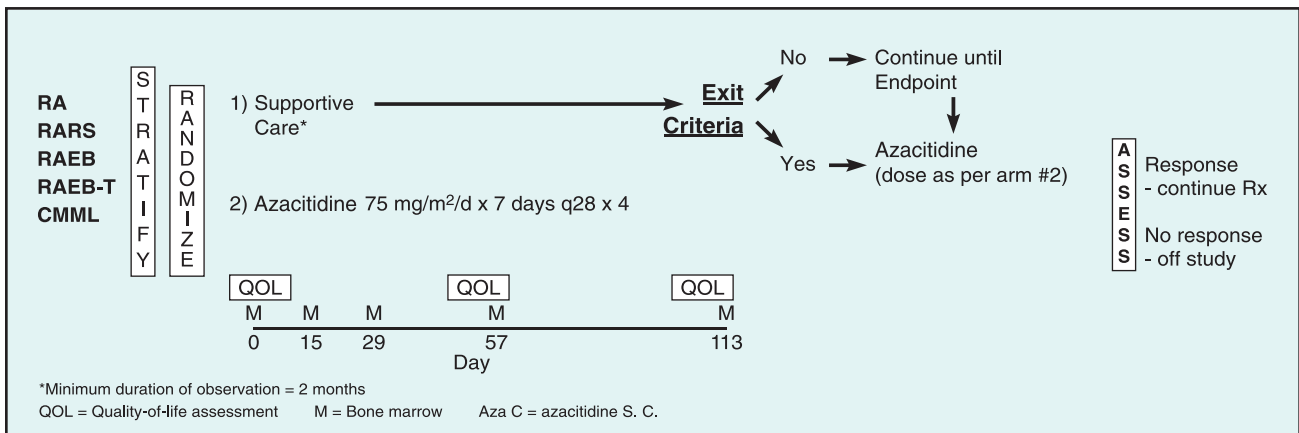 RA
RARS
RAEB
RAEB-T
CMML
STRATIFY
RANDOMIZE
1) Supportive
Care*
2) Azacitidine 75 mg/m²/d x 7 days q28 x 4
Exit
Criteria
No
Continue until
Endpoint
Yes
Azacitidine
(dose as per arm #2)
ASSESS
Response
- continue Rx
No response
- off study
QOL QOL QOL
M M M M M
0 15 29 57 113
Day
*Minimum duration of observation = 2 months
QOL = Quality-of-life assessment M = Bone marrow Aza C = azacitidine S. C.